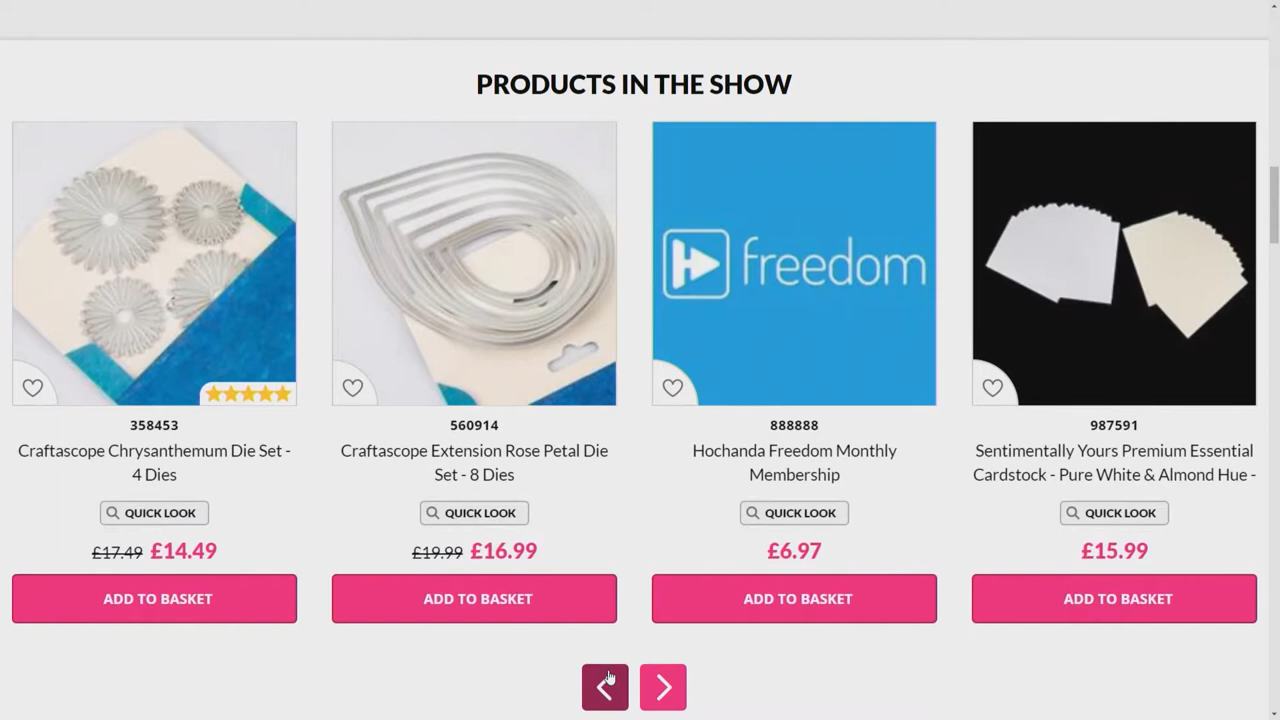 PRODUCTS IN THE SHOW
freedom
358453
Craftascope Chrysanthemum Die Set -
4 Dies
QUICK LOOK
£17.49 £14.49
ADD TO BASKET
560914
Craftascope Extension Rose Petal Die
Set - 8 Dies
QUICK LOOK
£19.99 £16.99
ADD TO BASKET
888888
Hochanda Freedom Monthly
Membership
QUICK LOOK
£6.97
ADD TO BASKET
987591
Sentimentally Yours Premium Essential
Cardstock - Pure White & Almond Hue -
QUICK LOOK
£15.99
ADD TO BASKET